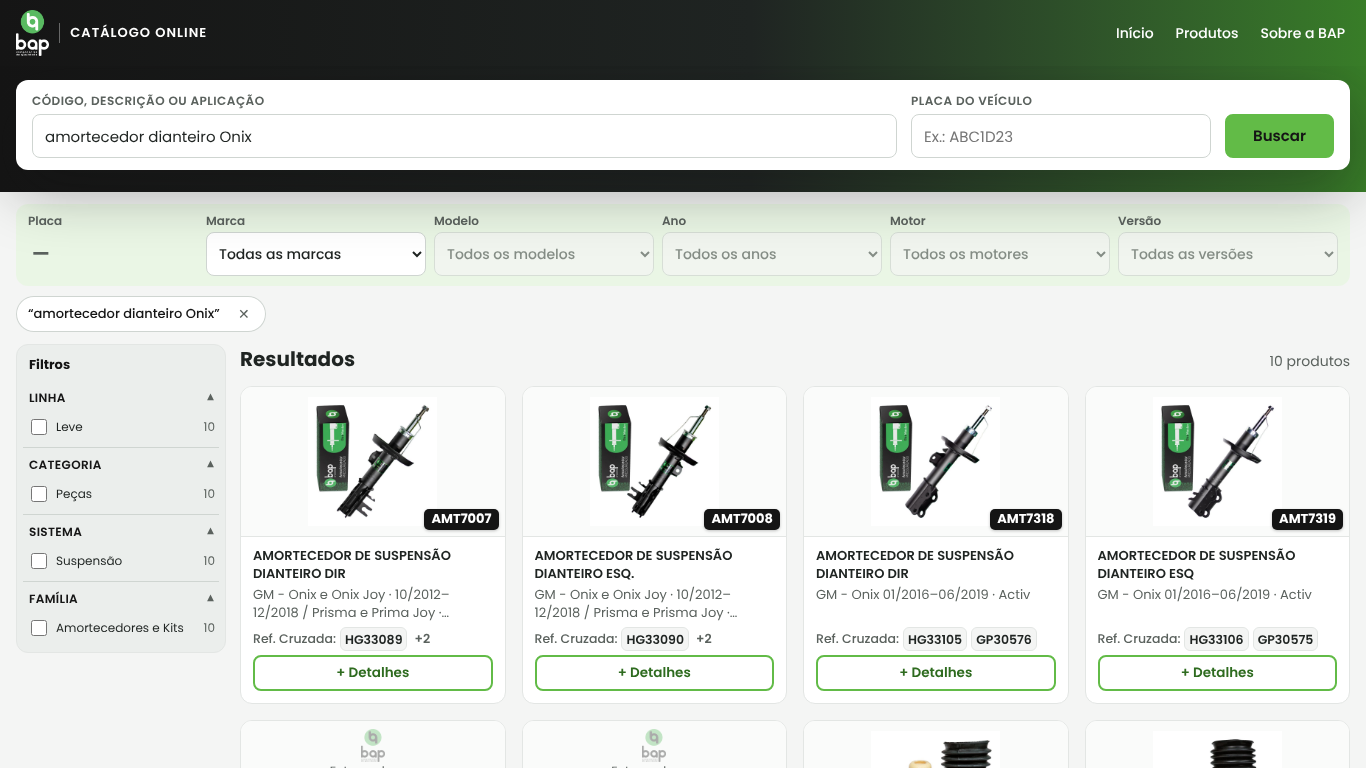 bap
CATÁLOGO ONLINE
Início
Produtos
Sobre a BAP
CÓDIGO, DESCRIÇÃO OU APLICAÇÃO
PLACA DO VEÍCULO
amortecedor dianteiro Onix
Ex.: ABC1D23
Buscar
Placa
Marca
Modelo
Ano
Motor
Versão
—
Todas as marcas
Todos os modelos
Todos os anos
Todos os motores
Todas as versões
“amortecedor dianteiro Onix” ×
Filtros
LINHA
Leve 10
CATEGORIA
Peças 10
SISTEMA
Suspensão 10
FAMÍLIA
Amortecedores e Kits 10
Resultados
10 produtos
bap
AMT7007
AMORTECEDOR DE SUSPENSÃO
DIANTEIRO DIR
GM - Onix e Onix Joy · 10/2012–
12/2018 / Prisma e Prima Joy ·…
Ref. Cruzada: HG33089 +2
+ Detalhes
bap
AMT7008
AMORTECEDOR DE SUSPENSÃO
DIANTEIRO ESQ.
GM - Onix e Onix Joy · 10/2012–
12/2018 / Prisma e Prisma Joy ·…
Ref. Cruzada: HG33090 +2
+ Detalhes
bap
AMT7318
AMORTECEDOR DE SUSPENSÃO
DIANTEIRO DIR
GM - Onix 01/2016–06/2019 · Activ
Ref. Cruzada: HG33105 GP30576
+ Detalhes
bap
AMT7319
AMORTECEDOR DE SUSPENSÃO
DIANTEIRO ESQ
GM - Onix 01/2016–06/2019 · Activ
Ref. Cruzada: HG33106 GP30575
+ Detalhes
bap
bap